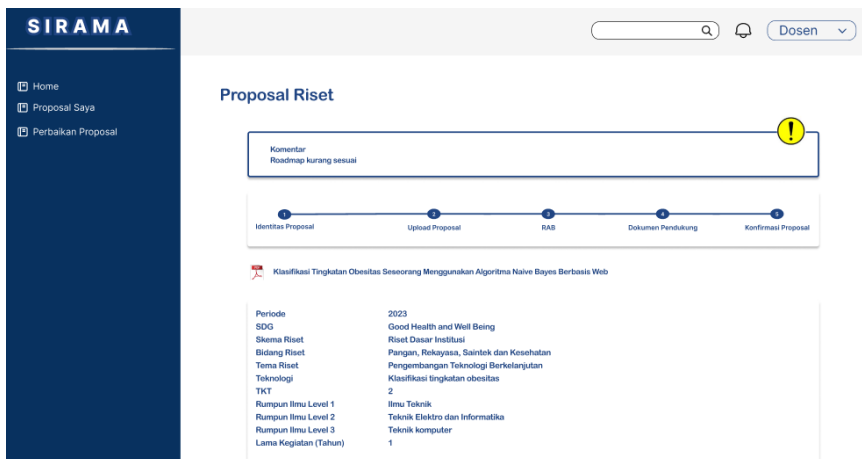 SIRAMA
Dosen
Home
Proposal Saya
Perbaikan Proposal
Proposal Riset
!
Komentar
Roadmap kurang sesuai
1 2 3 4 5
Identitas Proposal Upload Proposal RAB Dokumen Pendukung Konfirmasi Proposal
Klasifikasi Tingkatan Obesitas Seseorang Menggunakan Algoritma Naive Bayes Berbasis Web
Periode 2023
SDG Good Health and Well Being
Skema Riset Riset Dasar Institusi
Bidang Riset Pangan, Rekayasa, Saintek dan Kesehatan
Tema Riset Pengembangan Teknologi Berkelanjutan
Teknologi Klasifikasi tingkatan obesitas
TKT 2
Rumpun Ilmu Level 1 Ilmu Teknik
Rumpun Ilmu Level 2 Teknik Elektro dan Informatika
Rumpun Ilmu Level 3 Teknik komputer
Lama Kegiatan (Tahun) 1